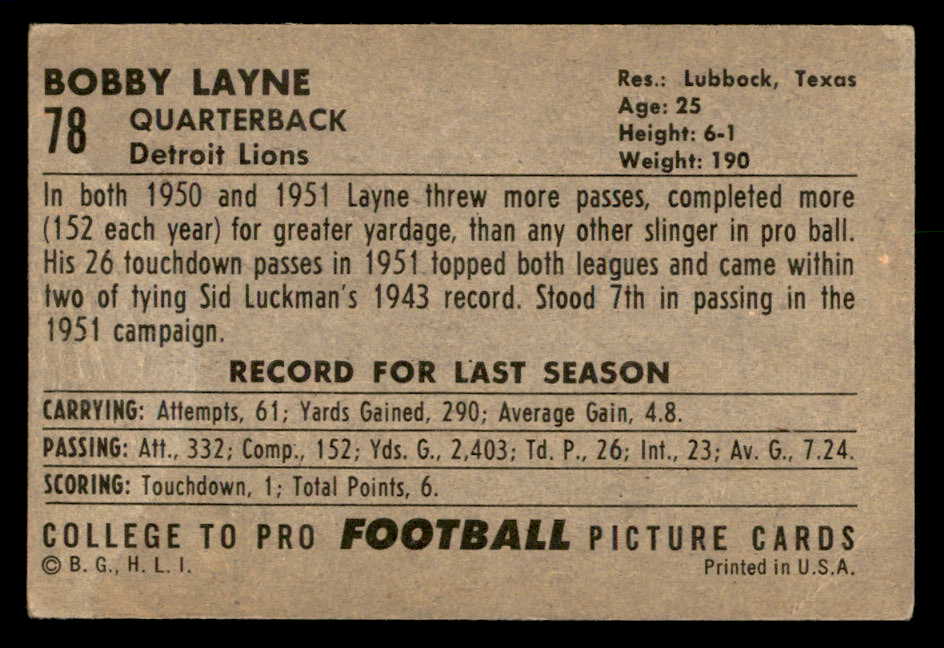 BOBBY LAYNE
78 QUARTERBACK
Detroit Lions
Res.: Lubbock, Texas
Age: 25
Height: 6-1
Weight: 190
In both 1950 and 1951 Layne threw more passes, completed more
(152 each year) for greater yardage, than any other slinger in pro ball.
His 26 touchdown passes in 1951 topped both leagues and came within
two of tying Sid Luckman's 1943 record. Stood 7th in passing in the
1951 campaign.
RECORD FOR LAST SEASON
CARRYING: Attempts, 61; Yards Gained, 290; Average Gain, 4.8.
PASSING: Att., 332; Comp., 152; Yds. G., 2,403; Td. P., 26; Int., 23; Av. G., 7.24.
SCORING: Touchdown, 1; Total Points, 6.
COLLEGE TO PRO FOOTBALL PICTURE CARDS
© B. G., H. L. I. Printed in U.S.A.